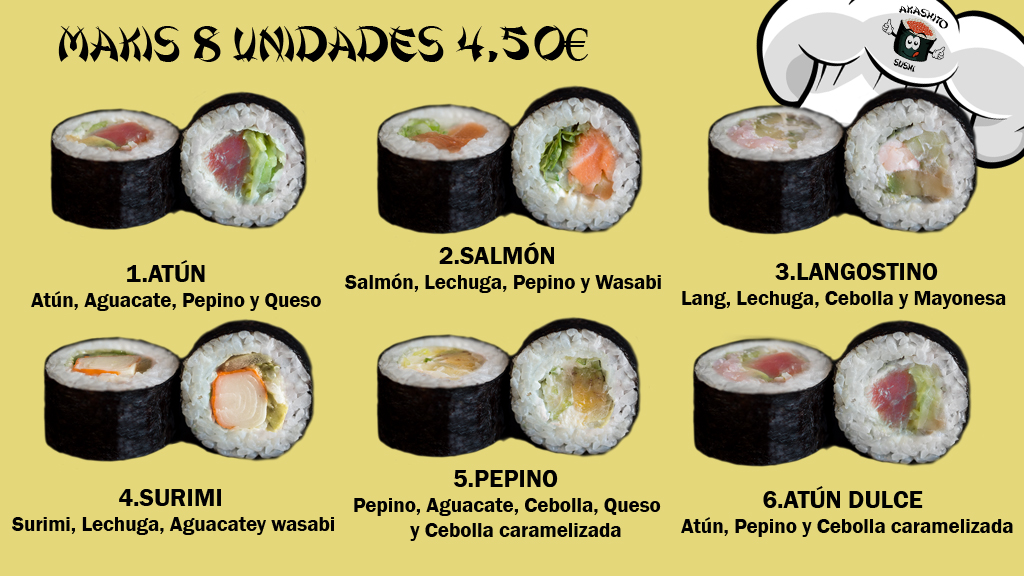 MAKIS 8 UNIDADES 4,50€
AKASHITO
SUSHI
1.ATÚN
Atún, Aguacate, Pepino y Queso
2.SALMÓN
Salmón, Lechuga, Pepino y Wasabi
3.LANGOSTINO
Lang, Lechuga, Cebolla y Mayonesa
4.SURIMI
Surimi, Lechuga, Aguacatey wasabi
5.PEPINO
Pepino, Aguacate, Cebolla, Queso
y Cebolla caramelizada
6.ATÚN DULCE
Atún, Pepino y Cebolla caramelizada